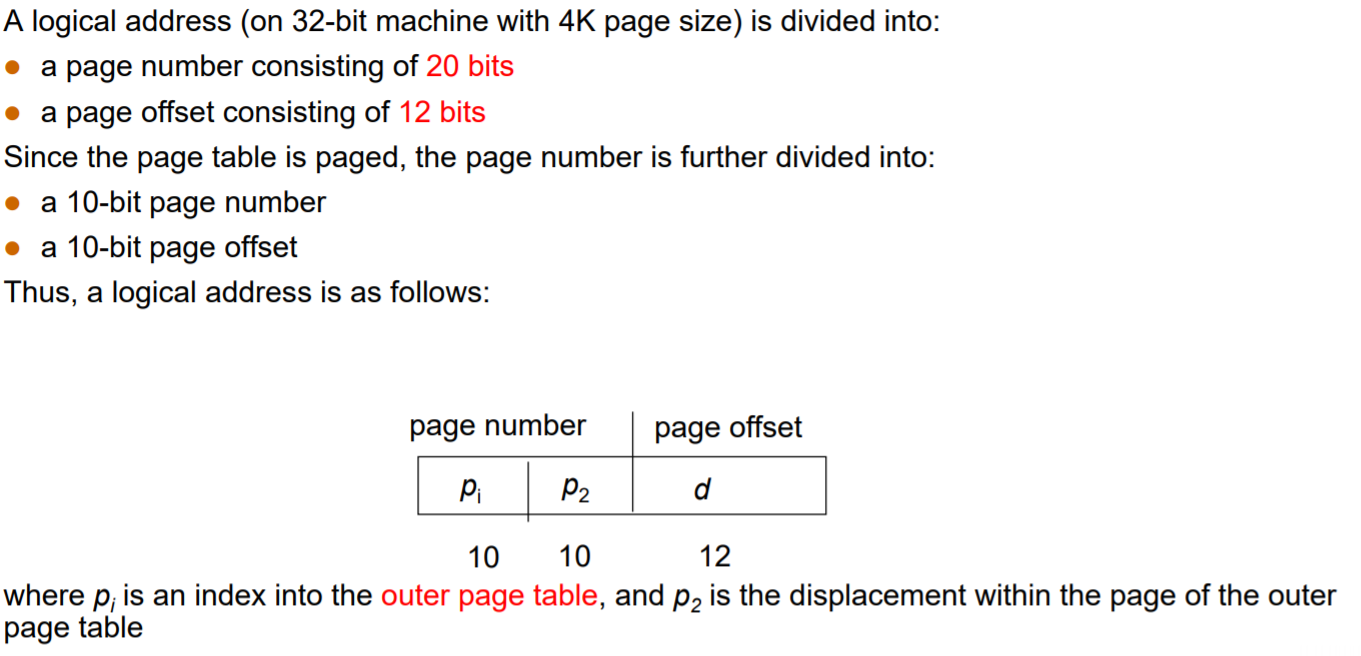 A logical address (on 32-bit machine with 4K page size) is divided into:
● a page number consisting of 20 bits
● a page offset consisting of 12 bits
Since the page table is paged, the page number is further divided into:
● a 10-bit page number
● a 10-bit page offset
Thus, a logical address is as follows:
page number page offset
pi p2 d
10 10 12
where pi is an index into the outer page table, and p2 is the displacement within the page of the outer
page table